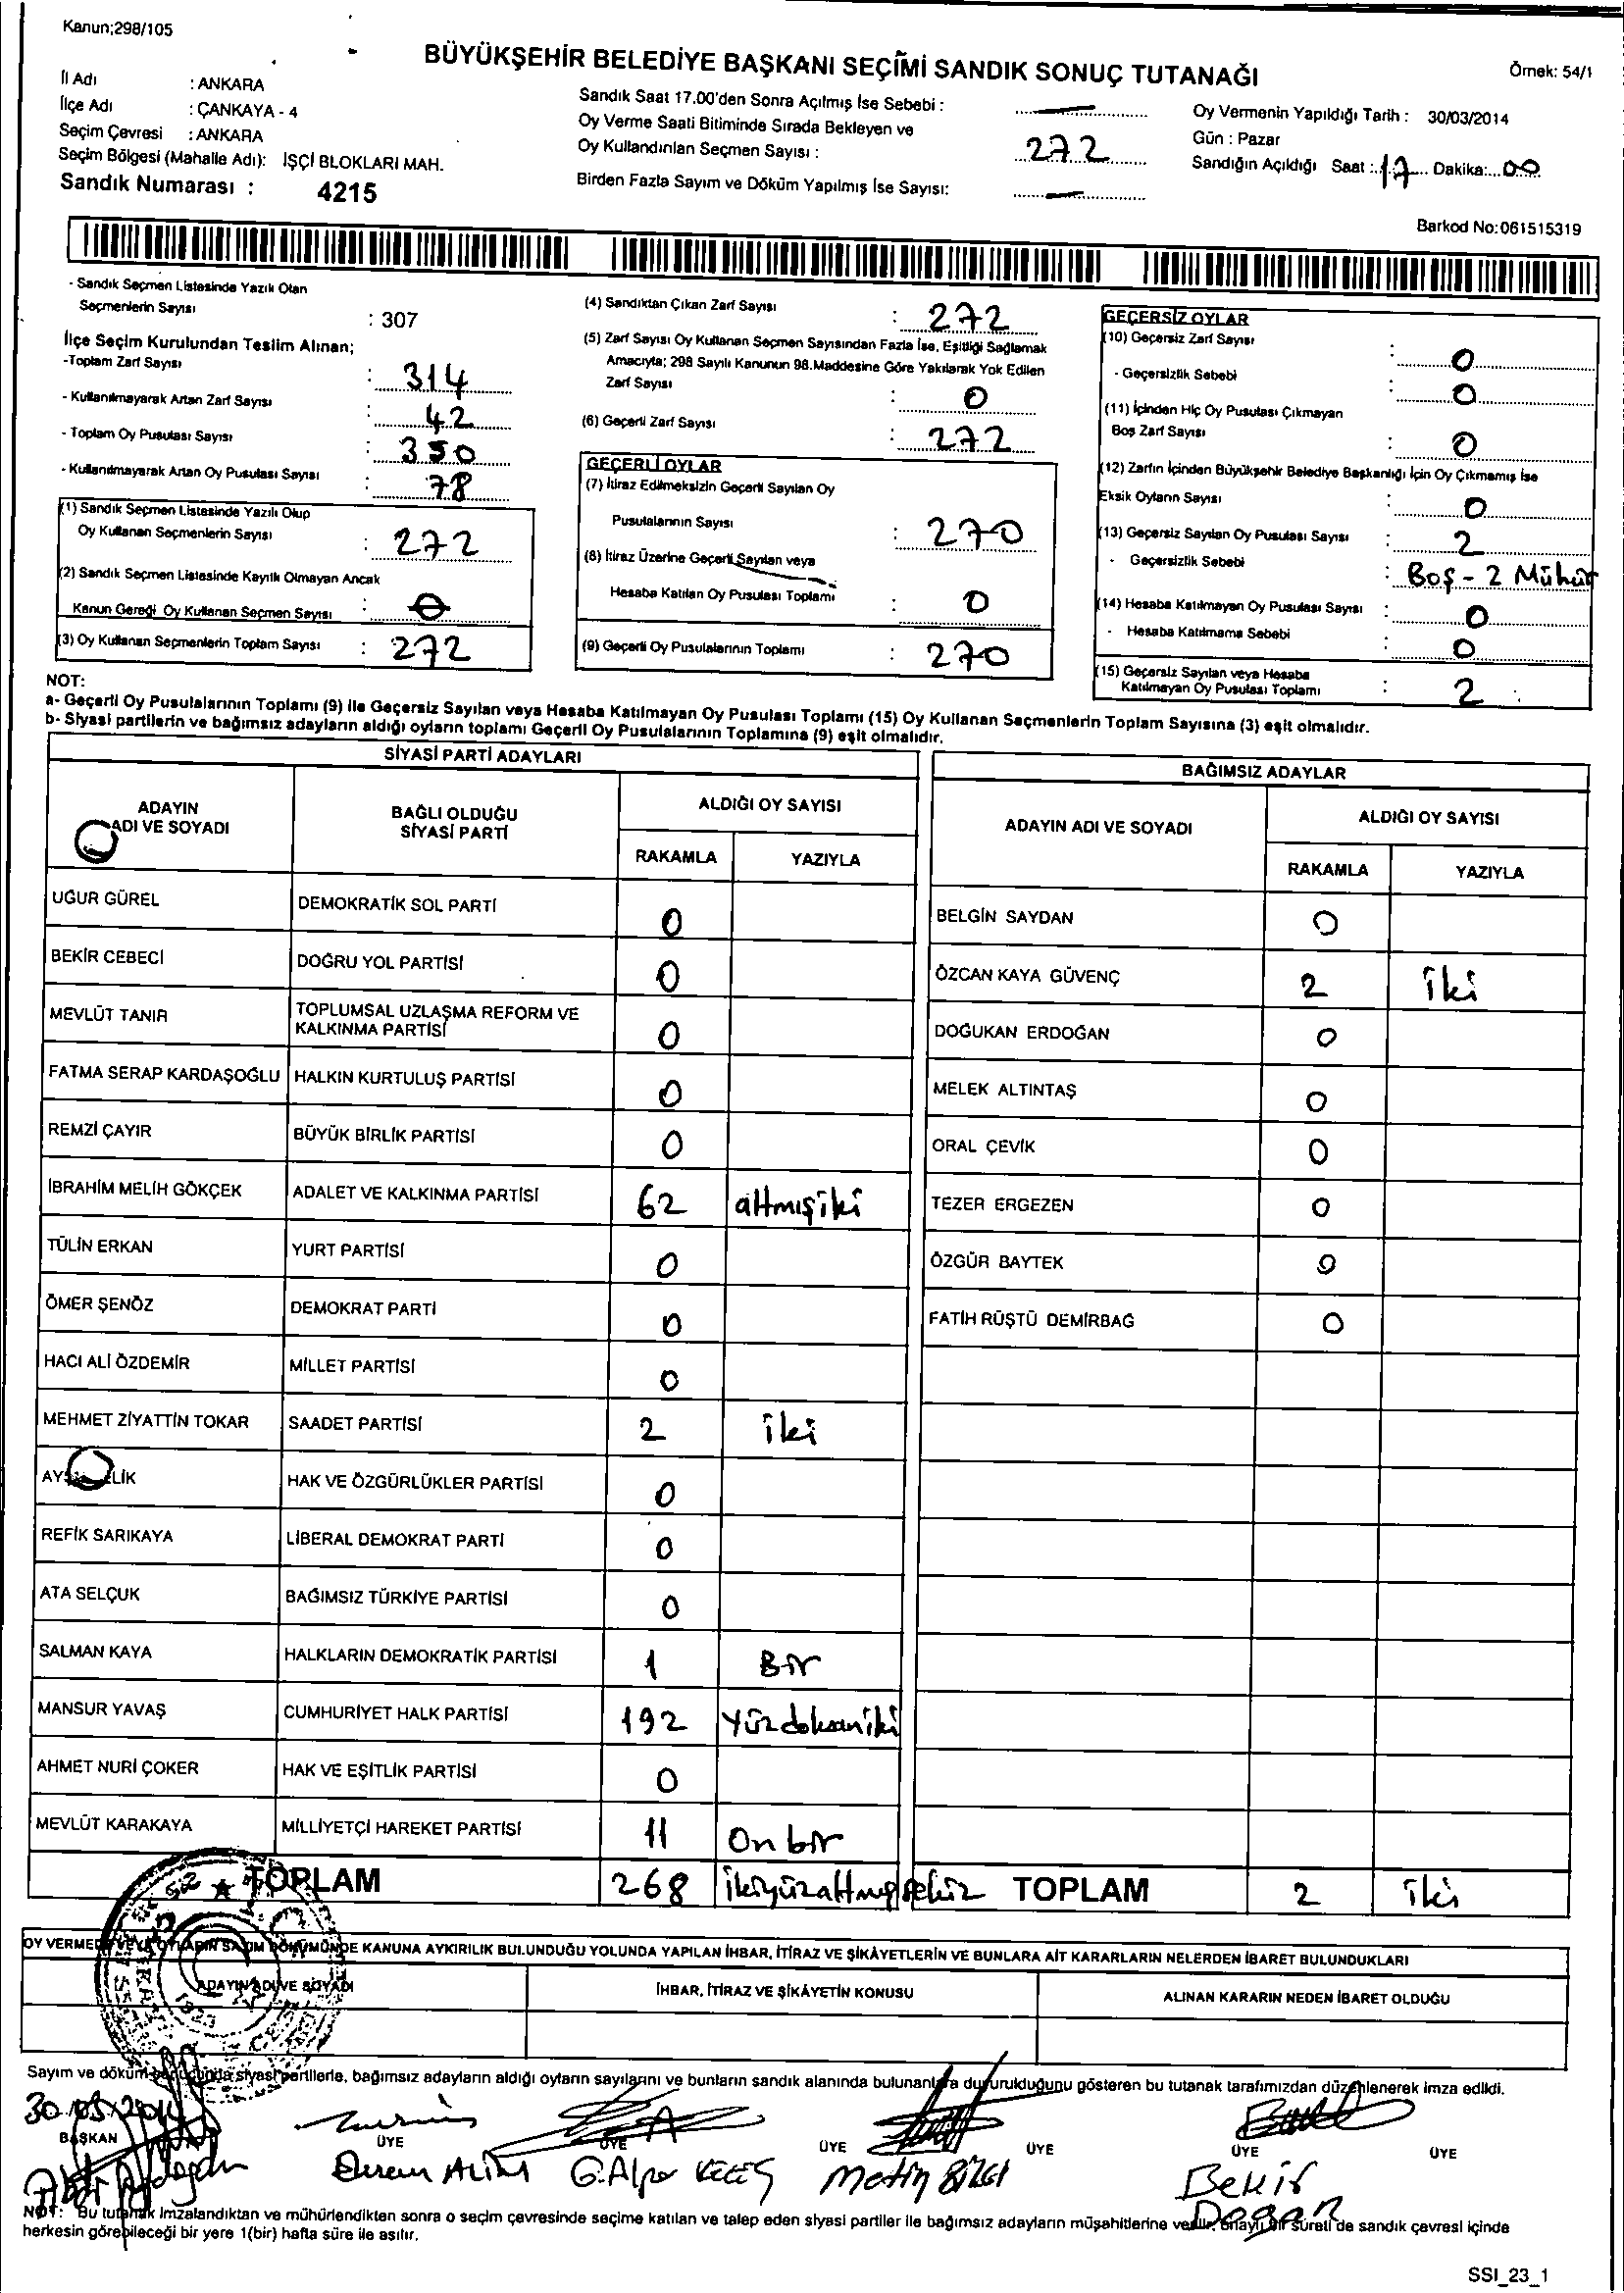 Kanun;298/105
BÜYÜKŞEHİR BELEDİYE BAŞKANI SEÇİMİ SANDIK SONUÇ TUTANAĞI
Örnek: 54/1
İl Adı : ANKARA
İlçe Adı : ÇANKAYA - 4
Seçim Çevresi : ANKARA
Seçim Bölgesi (Mahalle Adı): İŞÇİ BLOKLARI MAH.
Sandık Numarası : 4215
Sandık Saat 17.00'den Sonra Açılmış İse Sebebi :
Oy Verme Saati Bitiminde Sırada Bekleyen ve
Oy Kullandırılan Seçmen Sayısı : 272
Birden Fazla Sayım ve Döküm Yapılmış İse Sayısı:
Oy Vermenin Yapıldığı Tarih : 30/03/2014
Gün : Pazar
Sandığın Açıldığı Saat : 17 Dakika: 00
Barkod No:061515319
- Sandık Seçmen Listesinde Yazılı Olan
Seçmenlerin Sayısı : 307
İlçe Seçim Kurulundan Teslim Alınan;
-Toplam Zarf Sayısı : 314
- Kullanılmayarak Artan Zarf Sayısı : 42
- Toplam Oy Pusulası Sayısı : 350
- Kullanılmayarak Artan Oy Pusulası Sayısı : 78
(1) Sandık Seçmen Listesinde Yazılı Olup
Oy Kullanan Seçmenlerin Sayısı : 272
(2) Sandık Seçmen Listesinde Kayıtlı Olmayan Ancak
Kanun Gereği Oy Kullanan Seçmen Sayısı : 0
(3) Oy Kullanan Seçmenlerin Toplam Sayısı : 272
(4) Sandıktan Çıkan Zarf Sayısı : 272
(5) Zarf Sayısı Oy Kullanan Seçmen Sayısından Fazla İse, Eşitliği Sağlamak
Amacıyla; 298 Sayılı Kanunun 98.Maddesine Göre Yakılarak Yok Edilen
Zarf Sayısı : 0
(6) Geçerli Zarf Sayısı : 272
GEÇERLİ OYLAR
(7) İtiraz Edilmeksizin Geçerli Sayılan Oy
Pusulalarının Sayısı : 270
(8) İtiraz Üzerine Geçerli Sayılan veya
Hesaba Katılan Oy Pusulası Toplamı : 0
(9) Geçerli Oy Pusulalarının Toplamı : 270
GEÇERSİZ OYLAR
(10) Geçersiz Zarf Sayısı : 0
- Geçersizlik Sebebi : 0
(11) İçinden Hiç Oy Pusulası Çıkmayan
Boş Zarf Sayısı : 0
(12) Zarfın İçinden Büyükşehir Belediye Başkanlığı İçin Oy Çıkmamış İse
Eksik Oyların Sayısı : 0
(13) Geçersiz Sayılan Oy Pusulası Sayısı : 2
- Geçersizlik Sebebi : Boş - 2 Mühür
(14) Hesaba Katılmayan Oy Pusulası Sayısı : 0
- Hesaba Katılmama Sebebi : 0
(15) Geçersiz Sayılan veya Hesaba
Katılmayan Oy Pusulası Toplamı : 2
NOT:
a- Geçerli Oy Pusulalarının Toplamı (9) ile Geçersiz Sayılan veya Hesaba Katılmayan Oy Pusulası Toplamı (15) Oy Kullanan Seçmenlerin Toplam Sayısına (3) eşit olmalıdır.
b- Siyasi partilerin ve bağımsız adayların aldığı oyların toplamı Geçerli Oy Pusulalarının Toplamına (9) eşit olmalıdır.
SİYASİ PARTİ ADAYLARI
ADAYIN ADI VE SOYADI BAĞLI OLDUĞU SİYASİ PARTİ ALDIĞI OY SAYISI
RAKAMLA YAZIYLA
UĞUR GÜREL DEMOKRATİK SOL PARTİ 0
BEKİR CEBECİ DOĞRU YOL PARTİSİ 0
MEVLÜT TANIR TOPLUMSAL UZLAŞMA REFORM VE KALKINMA PARTİSİ 0
FATMA SERAP KARDAŞOĞLU HALKIN KURTULUŞ PARTİSİ 0
REMZİ ÇAYIR BÜYÜK BİRLİK PARTİSİ 0
İBRAHİM MELİH GÖKÇEK ADALET VE KALKINMA PARTİSİ 62 altmışiki
TÜLİN ERKAN YURT PARTİSİ 0
ÖMER ŞENÖZ DEMOKRAT PARTİ 0
HACI ALİ ÖZDEMİR MİLLET PARTİSİ 0
MEHMET ZİYATTİN TOKAR SAADET PARTİSİ 2 iki
HAK VE ÖZGÜRLÜKLER PARTİSİ 0
REFİK SARIKAYA LİBERAL DEMOKRAT PARTİ 0
ATA SELÇUK BAĞIMSIZ TÜRKİYE PARTİSİ 0
SALMAN KAYA HALKLARIN DEMOKRATİK PARTİSİ 1 Bir
MANSUR YAVAŞ CUMHURİYET HALK PARTİSİ 192 Yüzdoksaniki
AHMET NURİ ÇOKER HAK VE EŞİTLİK PARTİSİ 0
MEVLÜT KARAKAYA MİLLİYETÇİ HAREKET PARTİSİ 11 Onbir
TOPLAM 268 ikiyüzaltmışsekiz
BAĞIMSIZ ADAYLAR
ADAYIN ADI VE SOYADI ALDIĞI OY SAYISI
RAKAMLA YAZIYLA
BELGİN SAYDAN 0
ÖZCAN KAYA GÜVENÇ 2 iki
DOĞUKAN ERDOĞAN 0
MELEK ALTINTAŞ 0
ORAL ÇEVİK 0
TEZER ERGEZEN 0
ÖZGÜR BAYTEK 0
FATİH RÜŞTÜ DEMİRBAĞ 0
TOPLAM 2 iki
OY VERMEDE VEYA OYLARIN SAYIM DÖKÜMÜNDE KANUNA AYKIRILIK BULUNDUĞU YOLUNDA YAPILAN İHBAR, İTİRAZ VE ŞİKÂYETLERİN VE BUNLARA AİT KARARLARIN NELERDEN İBARET BULUNDUKLARI
ADAYIN ADI VE SOYADI İHBAR, İTİRAZ VE ŞİKÂYETİN KONUSU ALINAN KARARIN NEDEN İBARET OLDUĞU
Sayım ve döküm sonucunda siyasi partilerle, bağımsız adayların aldığı oyların sayılarını ve bunların sandık alanında bulunanlara duyurulduğunu gösteren bu tutanak tarafımızdan düzenlenerek imza edildi.
30.03.2014
BAŞKAN ÜYE ÜYE ÜYE ÜYE ÜYE ÜYE
G.Alper KELEŞ Metin BİLGİ Bekir
Doğan
NOT: Bu tutanak imzalandıktan ve mühürlendikten sonra o seçim çevresinde seçime katılan ve talep eden siyasi partiler ile bağımsız adayların müşahitlerine verilir. Onaylı bir sureti de sandık çevresi içinde
herkesin görebileceği bir yere 1(bir) hafta süre ile asılır.
SSI_23_1